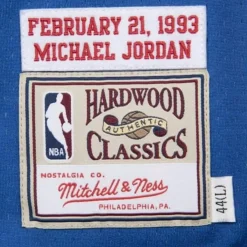 FEBRUARY 21, 1993
MICHAEL JORDAN
NBA
HARDWOOD
AUTHENTIC
CLASSICS
NOSTALGIA CO.
Mitchell & Ness
PHILADELPHIA, PA.
44(L)